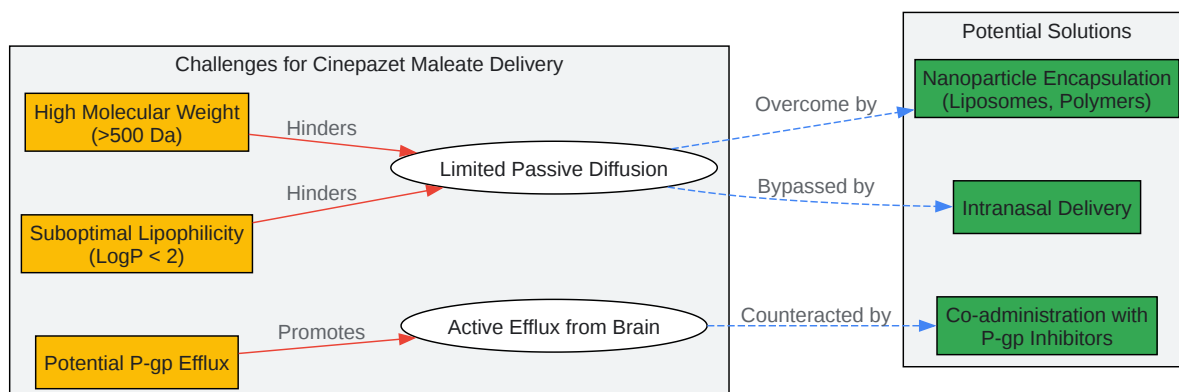 Challenges for Cinepazet Maleate Delivery
High Molecular Weight
(>500 Da)
Hinders
Limited Passive Diffusion
Suboptimal Lipophilicity
(LogP < 2)
Hinders
Potential P-gp Efflux
Promotes
Active Efflux from Brain
Overcome by
Bypassed by
Counteracted by
Potential Solutions
Nanoparticle Encapsulation
(Liposomes, Polymers)
Intranasal Delivery
Co-administration with
P-gp Inhibitors